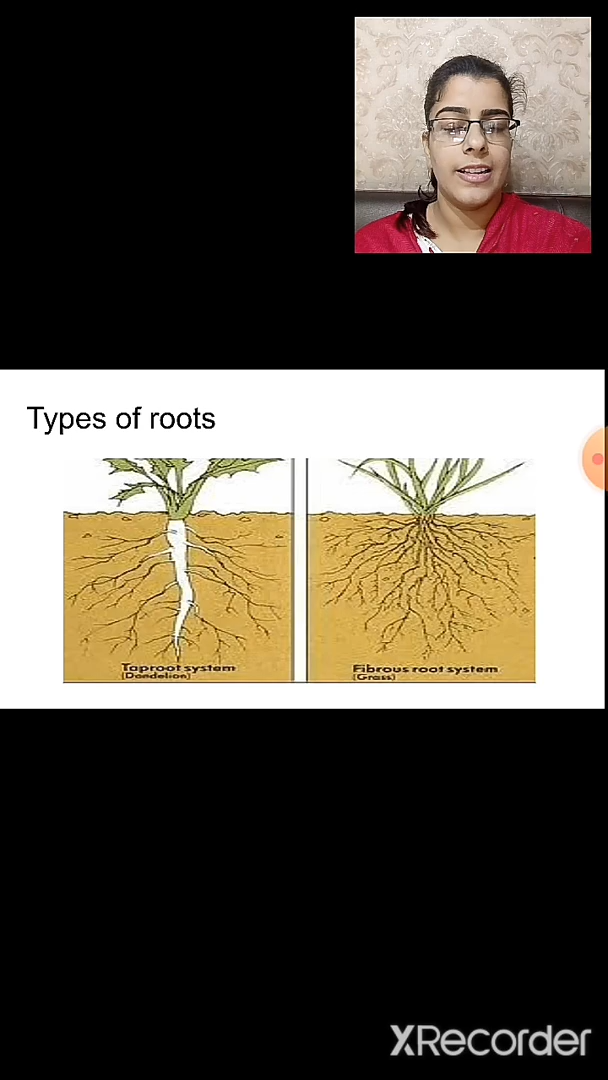 Types of roots
Taproot system
(Dandelion)
Fibrous root system
(Grass)
XRecorder